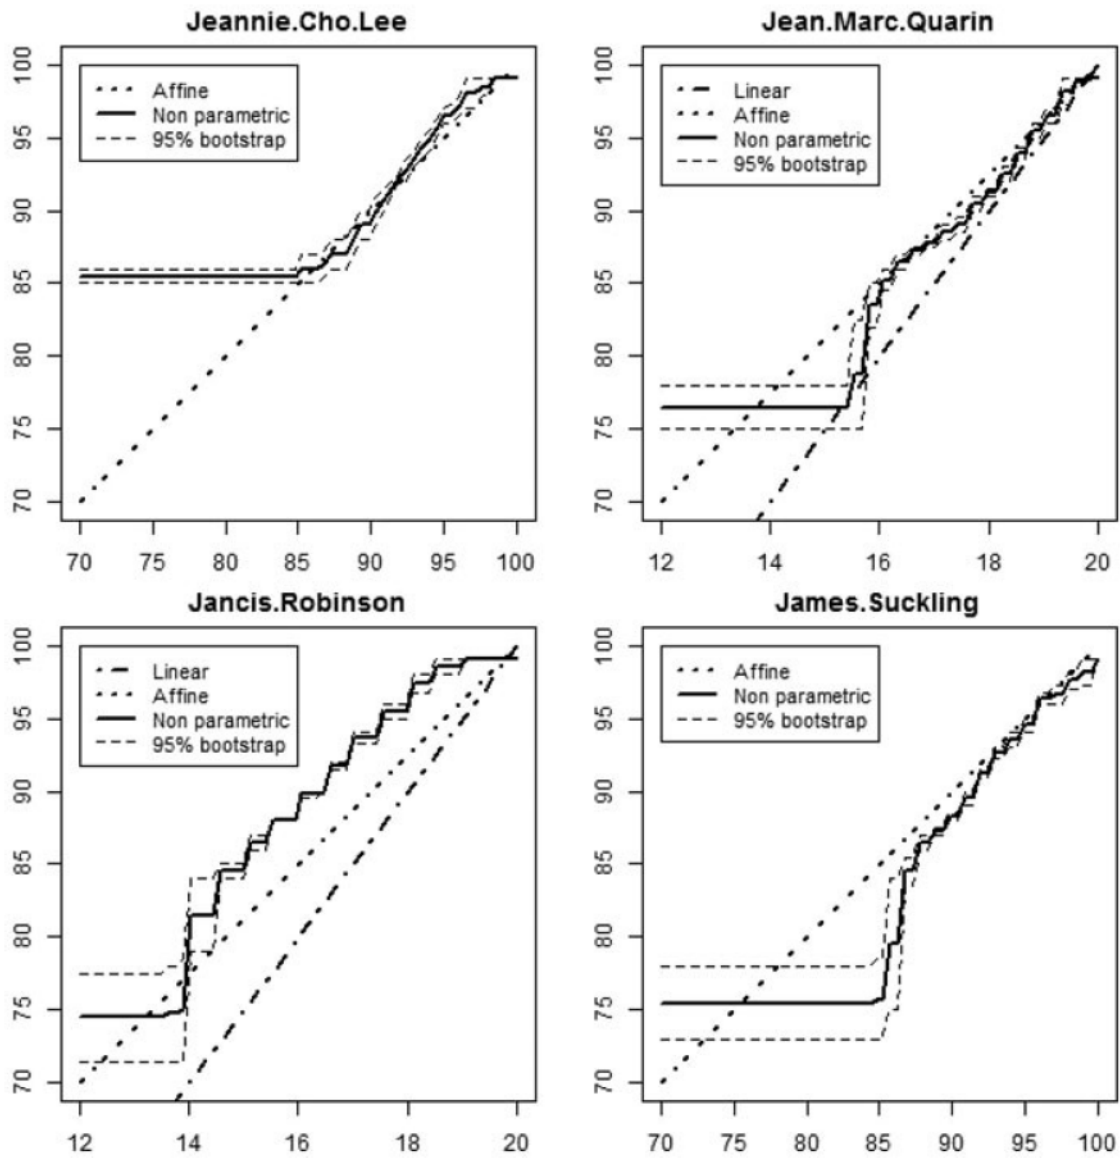 Jeannie.Cho.Lee
Affine
Non parametric
95% bootstrap
100
95
90
85
80
75
70
70 75 80 85 90 95 100
Jean.Marc.Quarin
Linear
Affine
Non parametric
95% bootstrap
100
95
90
85
80
75
70
12 14 16 18 20
Jancis.Robinson
Linear
Affine
Non parametric
95% bootstrap
100
95
90
85
80
75
70
12 14 16 18 20
James.Suckling
Affine
Non parametric
95% bootstrap
100
95
90
85
80
75
70
70 75 80 85 90 95 100